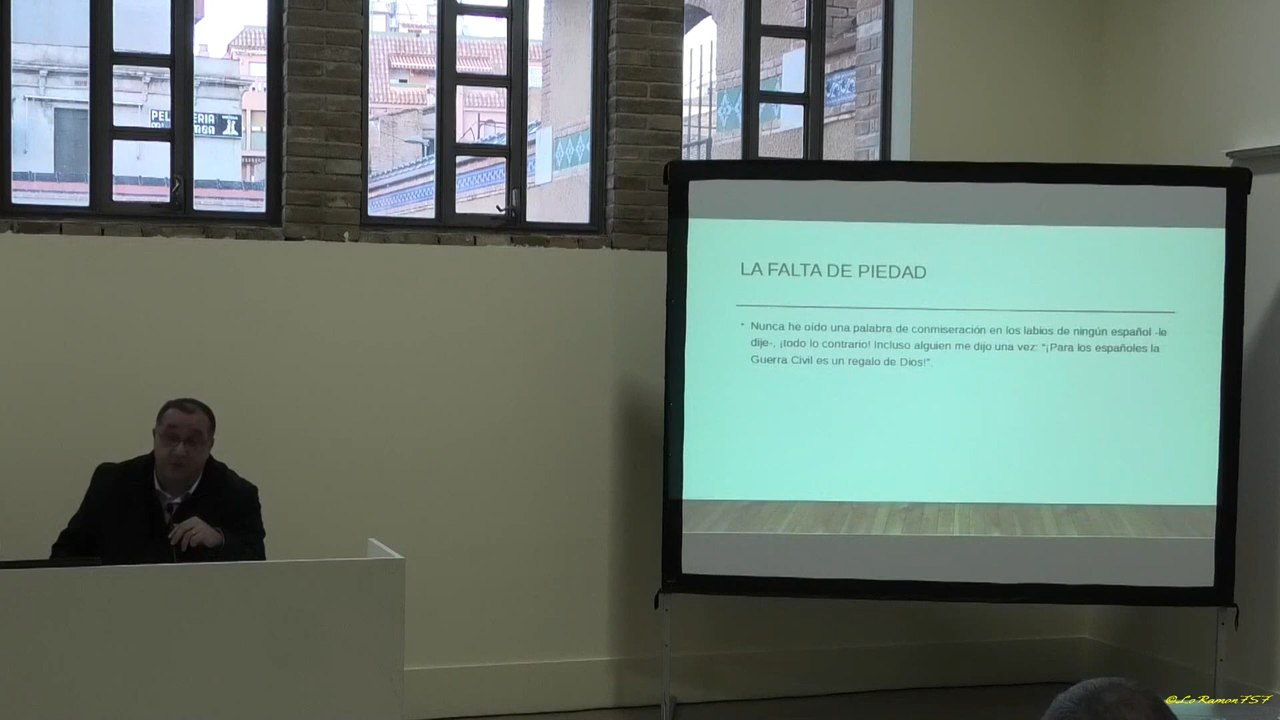 PEL
ERIA
LA FALTA DE PIEDAD
• Nunca he oído una palabra de conmiseración en los labios de ningún español -le
dije-, ¡todo lo contrario! Incluso alguien me dijo una vez: "¡Para los españoles la
Guerra Civil es un regalo de Dios!".
@LoRamon757